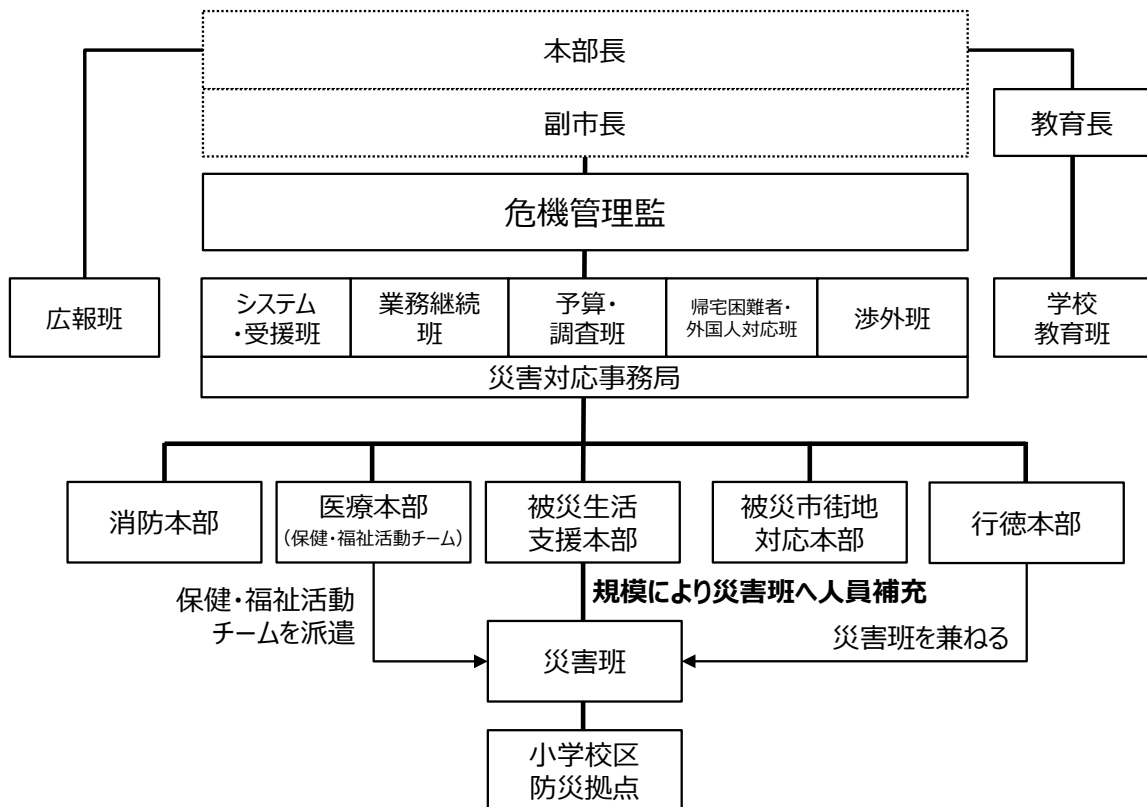 本部長
副市長
教育長
危機管理監
広報班
システム
・受援班
業務継続
班
予算・
調査班
帰宅困難者・
外国人対応班
渉外班
学校
教育班
災害対応事務局
消防本部
医療本部
（保健・福祉活動チーム）
被災生活
支援本部
被災市街地
対応本部
行徳本部
保健・福祉活動
チームを派遣
規模により災害班へ人員補充
災害班を兼ねる
災害班
小学校区
防災拠点